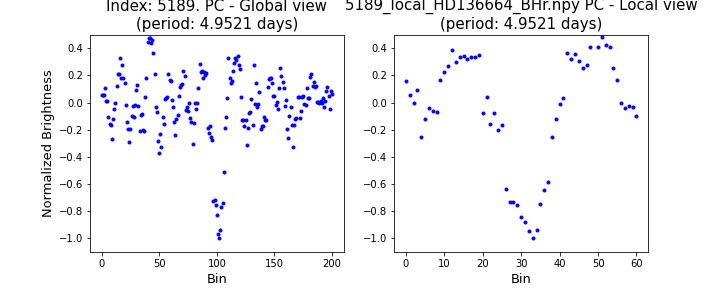 Index: 5189. PC - Global view
(period: 4.9521 days)
5189_local_HD136664_BHr.npy PC - Local view
(period: 4.9521 days)
Normalized Brightness
0.4
0.2
0.0
−0.2
−0.4
−0.6
−0.8
−1.0
0 50 100 150 200
Bin
0.4
0.2
0.0
−0.2
−0.4
−0.6
−0.8
−1.0
0 10 20 30 40 50 60
Bin